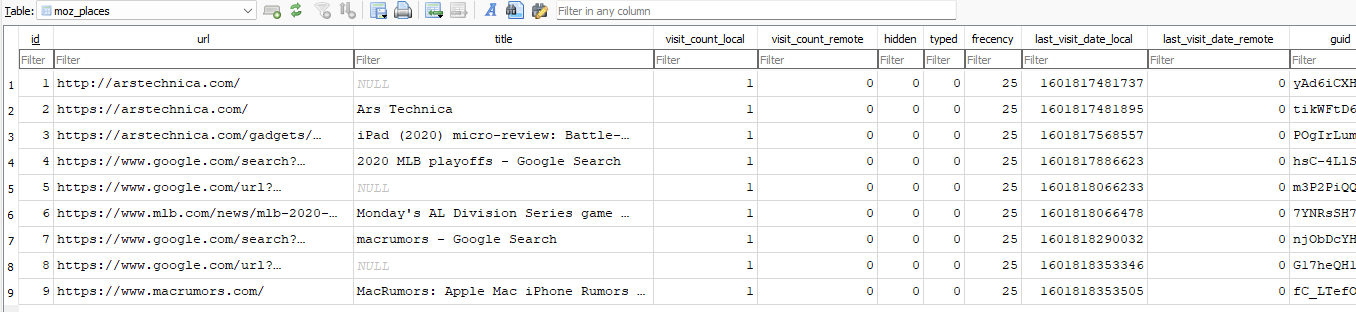 Table: moz_places Filter in any column
id url title visit_count_local visit_count_remote hidden typed frecency last_visit_date_local last_visit_date_remote guid
Filter Filter Filter Filter Filter Filter Filter Filter Filter Filter Filter
1 1 http://arstechnica.com/ NULL 1 0 0 0 25 1601817481737 0 yAd6iCXH
2 2 https://arstechnica.com/ Ars Technica 1 0 0 0 25 1601817481895 0 tikWFtD6
3 3 https://arstechnica.com/gadgets/… iPad (2020) micro-review: Battle-… 1 0 0 0 25 1601817568557 0 POgIrLum
4 4 https://www.google.com/search?… 2020 MLB playoffs - Google Search 1 0 0 0 25 1601817886623 0 hsC-4LlS
5 5 https://www.google.com/url?… NULL 1 0 0 0 25 1601818066233 0 m3P2PiQQ
6 6 https://www.mlb.com/news/mlb-2020-… Monday's AL Division Series game … 1 0 0 0 25 1601818066478 0 7YNRsSH7
7 7 https://www.google.com/search?… macrumors - Google Search 1 0 0 0 25 1601818290032 0 njObDcYH
8 8 https://www.google.com/url?… NULL 1 0 0 0 25 1601818353346 0 Gl7heQH1
9 9 https://www.macrumors.com/ MacRumors: Apple Mac iPhone Rumors … 1 0 0 0 25 1601818353505 0 fC_LTefO